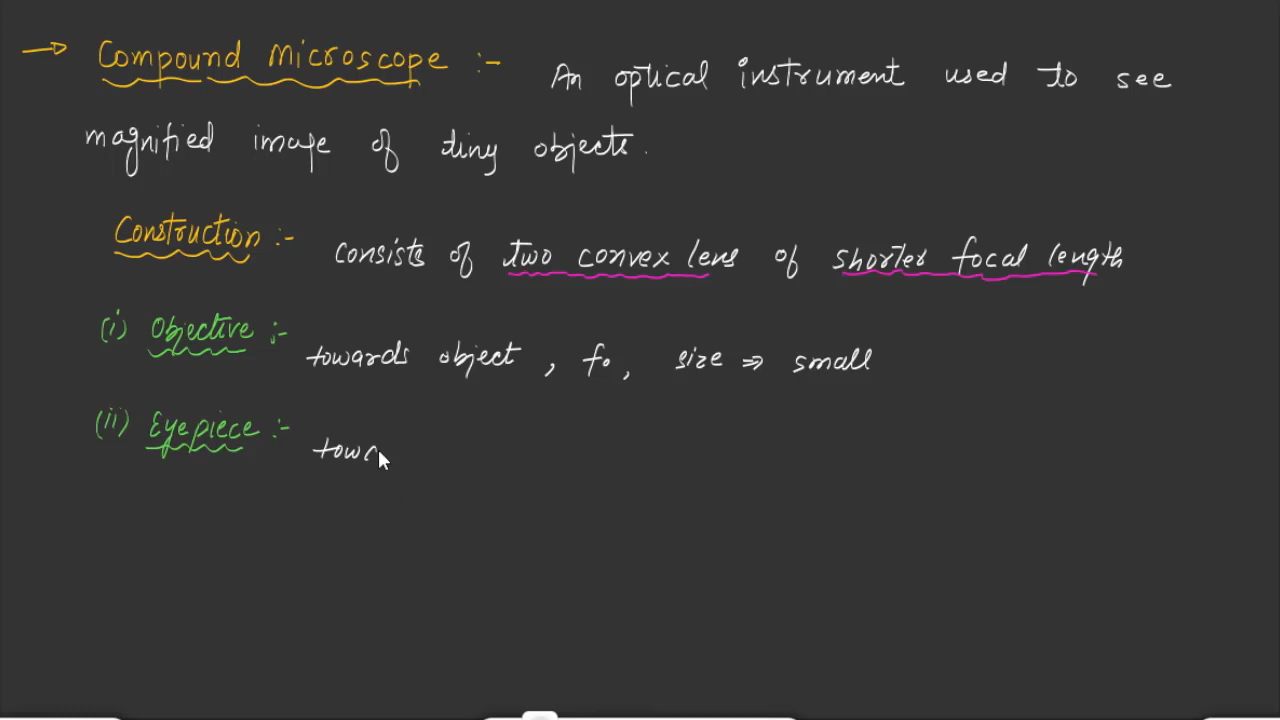 → Compound Microscope :- An optical instrument used to see
magnified image of tiny objects.
Construction :- consists of two convex lens of shorter focal length
(i) Objective :- towards object, fo, size ⇒ small
(ii) Eyepiece :- towa